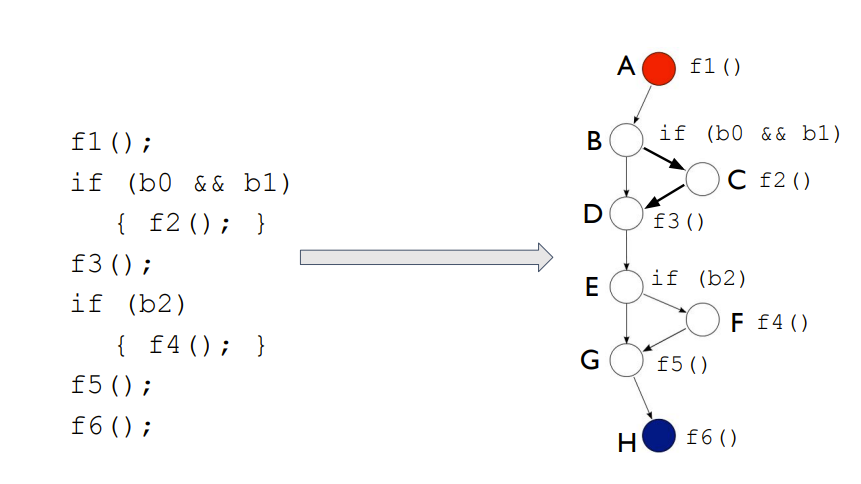 f1();
if (b0 && b1)
{ f2(); }
f3();
if (b2)
{ f4(); }
f5();
f6();
A f1()
B if (b0 && b1)
C f2()
D f3()
E if (b2)
F f4()
G f5()
H f6()